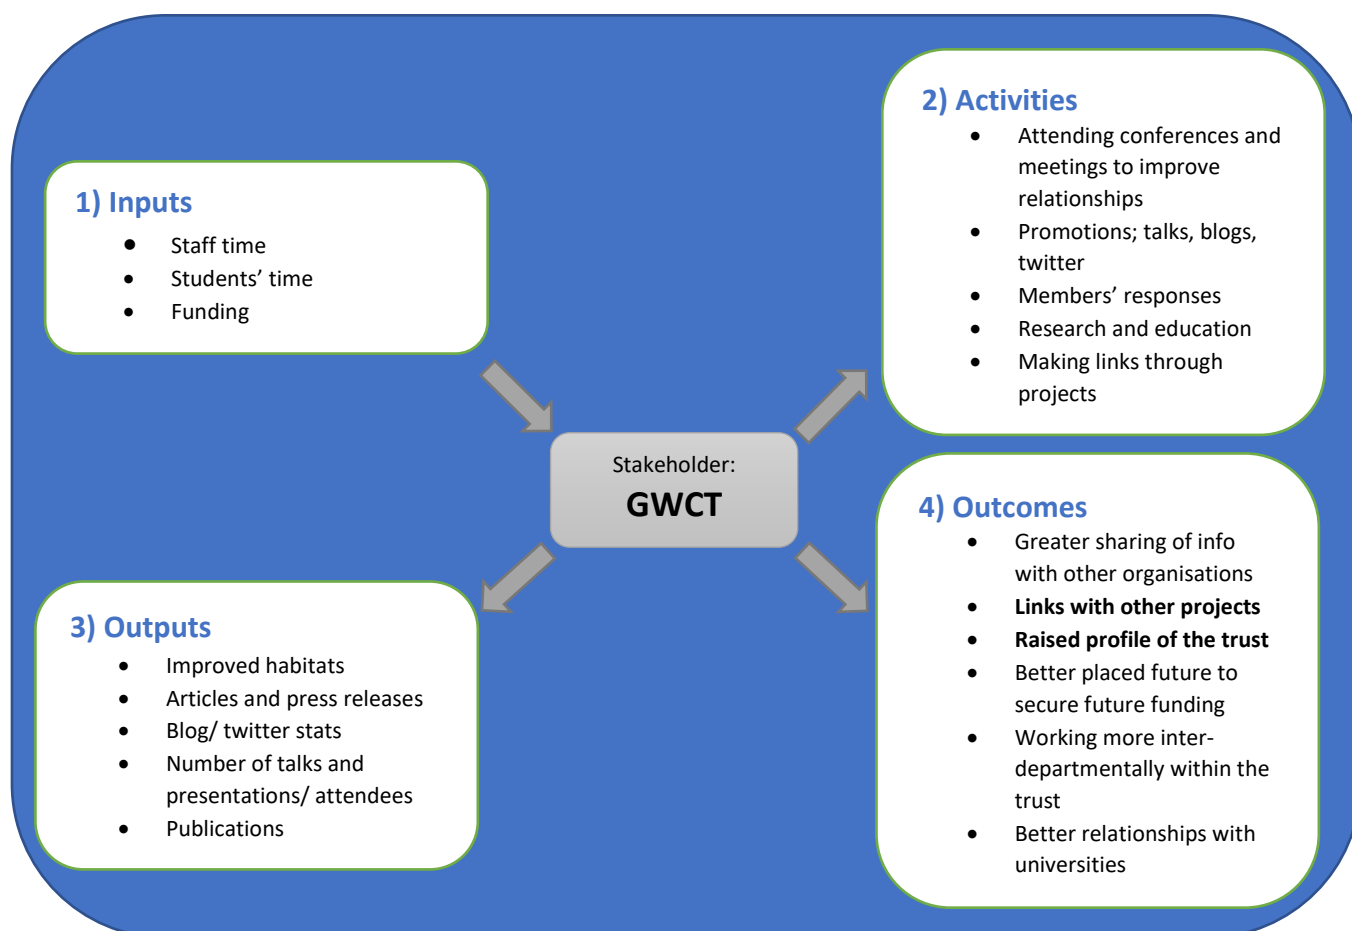 1) Inputs
• Staff time
• Students’ time
• Funding
2) Activities
• Attending conferences and
meetings to improve
relationships
• Promotions; talks, blogs,
twitter
• Members’ responses
• Research and education
• Making links through
projects
Stakeholder:
GWCT
3) Outputs
• Improved habitats
• Articles and press releases
• Blog/ twitter stats
• Number of talks and
presentations/ attendees
• Publications
4) Outcomes
• Greater sharing of info
with other organisations
• Links with other projects
• Raised profile of the trust
• Better placed future to
secure future funding
• Working more inter-
departmentally within the
trust
• Better relationships with
universities